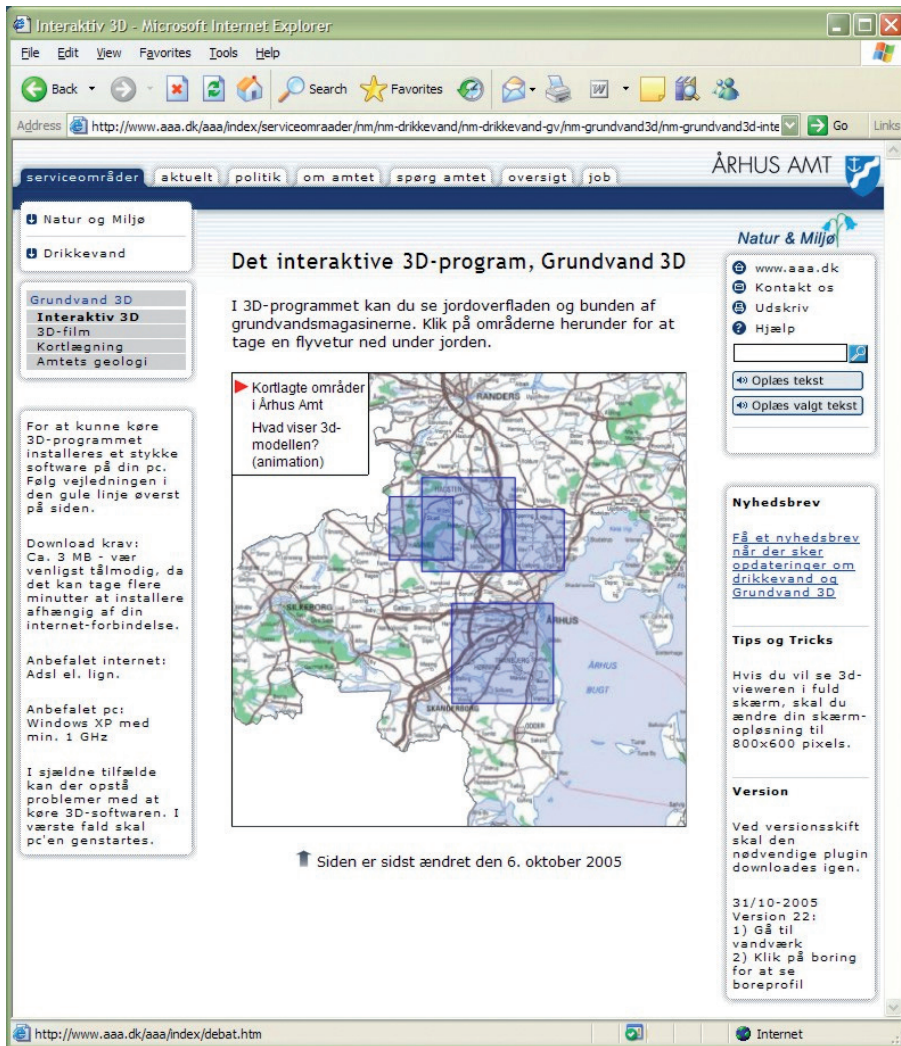 Interaktiv 3D - Microsoft Internet Explorer
File Edit View Favorites Tools Help
Back Search Favorites
Address http://www.aaa.dk/aaa/index/serviceomraader/nm/nm-drikkevand/nm-drikkevand-gv/nm-grundvand3d/nm-grundvand3d-inte Go Links
ÅRHUS AMT
serviceområder aktuelt politik om amtet spørg amtet oversigt job
Natur og Miljø
Drikkevand
Grundvand 3D
Interaktiv 3D
3D-film
Kortlægning
Amtets geologi
For at kunne køre
3D-programmet
installeres et stykke
software på din pc.
Følg vejledningen i
den gule linje øverst
på siden.
Download krav:
Ca. 3 MB - vær
venligst tålmodig, da
det kan tage flere
minutter at installere
afhængig af din
internet-forbindelse.
Anbefalet internet:
Adsl el. lign.
Anbefalet pc:
Windows XP med
min. 1 GHz
I sjældne tilfælde
kan der opstå
problemer med at
køre 3D-softwaren. I
værste fald skal
pc'en genstartes.
Det interaktive 3D-program, Grundvand 3D
I 3D-programmet kan du se jordoverfladen og bunden af
grundvandsmagasinerne. Klik på områderne herunder for at
tage en flyvetur ned under jorden.
Kortlagte områder
i Århus Amt
Hvad viser 3d-
modellen?
(animation)
RANDERS
HADSTEN
SILKEBORG
ÅRHUS
ÅRHUS
BUGT
HØRNING
SKANDERBORG
ODDER
Siden er sidst ændret den 6. oktober 2005
Natur & Miljø
www.aaa.dk
Kontakt os
Udskriv
Hjælp
Oplæs tekst
Oplæs valgt tekst
Nyhedsbrev
Få et nyhedsbrev
når der sker
opdateringer om
drikkevand og
Grundvand 3D
Tips og Tricks
Hvis du vil se 3d-
vieweren i fuld
skærm, skal du
ændre din skærm-
opløsning til
800x600 pixels.
Version
Ved versionsskift
skal den
nødvendige plugin
downloades igen.
31/10-2005
Version 22:
1) Gå til
vandværk
2) Klik på boring
for at se
boreprofil
http://www.aaa.dk/aaa/index/debat.htm Internet